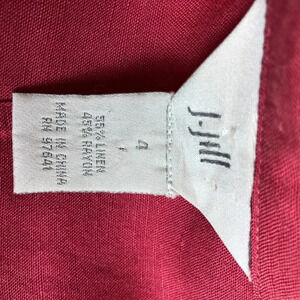 J.Jill
4
55% LINEN
45% RAYON
MADE IN CHINA
RN 97641